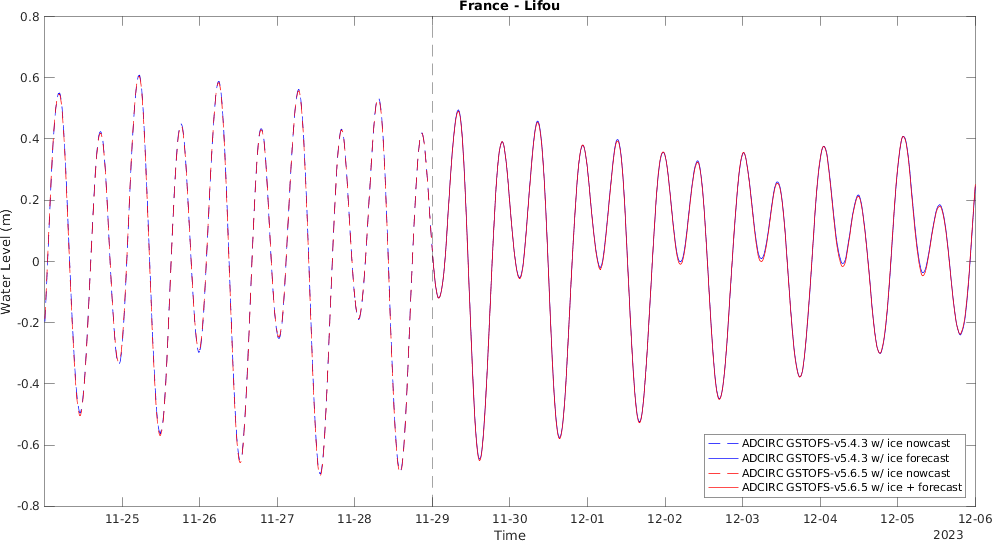 France - Lifou
Water Level (m)
0.8
0.6
0.4
0.2
0
-0.2
-0.4
-0.6
-0.8
ADCIRC GSTOFS-v5.4.3 w/ ice nowcast
ADCIRC GSTOFS-v5.4.3 w/ ice forecast
ADCIRC GSTOFS-v5.6.5 w/ ice nowcast
ADCIRC GSTOFS-v5.6.5 w/ ice + forecast
11-25 11-26 11-27 11-28 11-29 11-30 12-01 12-02 12-03 12-04 12-05 12-06
Time
2023